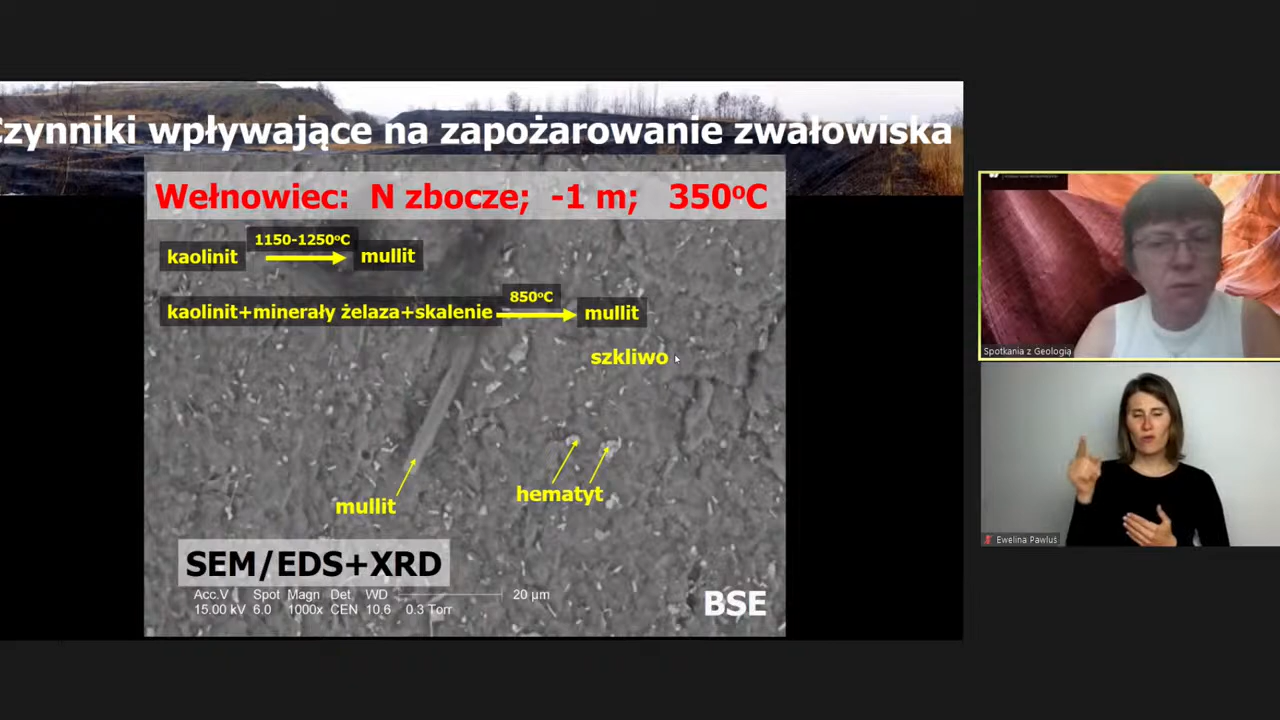 Czynniki wpływające na zapożarowanie zwałowiska
Wełnowiec: N zbocze; -1 m; 350ºC
kaolinit
1150-1250ºC
mullit
kaolinit+minerały żelaza+skalenie
850ºC
mullit
szkliwo
mullit
hematyt
SEM/EDS+XRD
Acc.V Spot Magn Det WD
15.00 kV 6.0 1000x CEN 10.6 0.3 Torr
20 µm
BSE
Spotkania z Geologią
Ewelina Pawluś